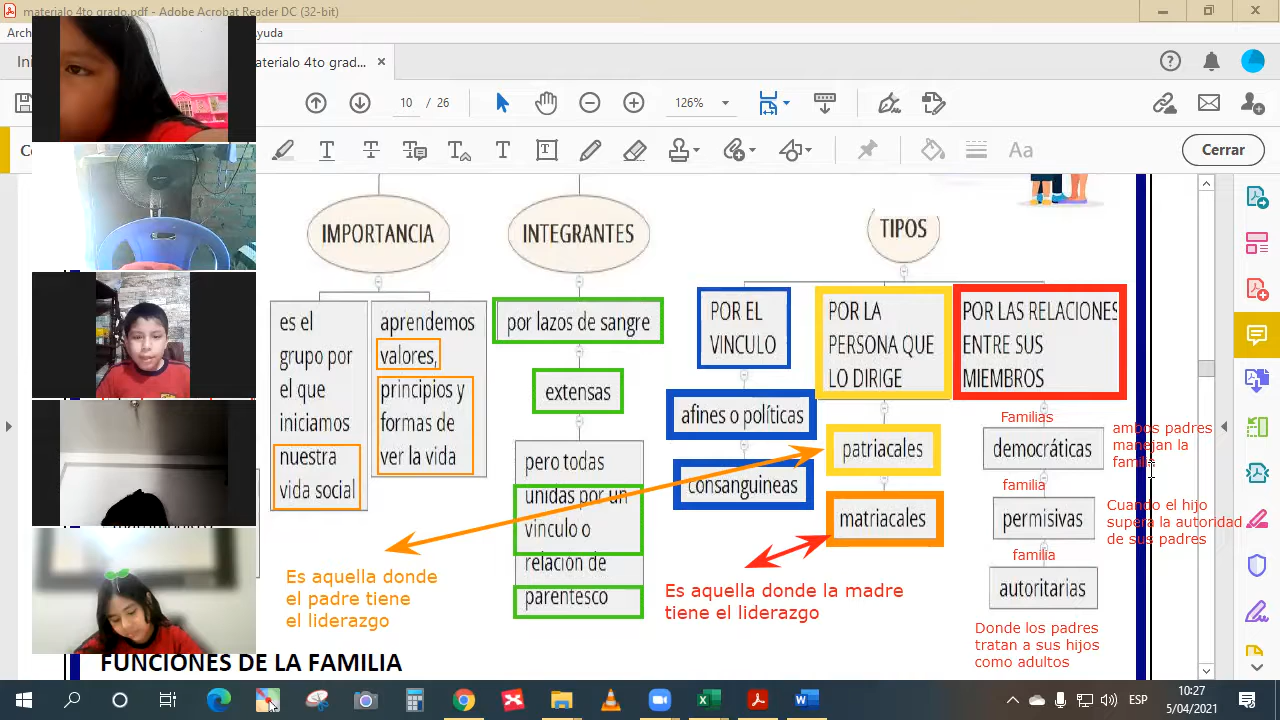 materialo 4to grado.pdf - Adobe Acrobat Reader DC (32-bit)
Ayuda
aterialo 4to grad...
10 / 26
126%
Aa
Cerrar
IMPORTANCIA
INTEGRANTES
TIPOS
es el
grupo por
el que
iniciamos
nuestra
vida social
aprendemos
valores,
principios y
formas de
ver la vida
por lazos de sangre
extensas
pero todas
unidas por un
vinculo o
relación de
parentesco
POR EL
VINCULO
afines o políticas
consanguineas
POR LA
PERSONA QUE
LO DIRIGE
patriacales
matriacales
POR LAS RELACIONES
ENTRE SUS
MIEMBROS
Familias
democráticas
ambos padres
manejan la
familia
familia
permisivas
Cuando el hijo
supera la autoridad
de sus padres
familia
autoritarias
Donde los padres
tratan a sus hijos
como adultos
Es aquella donde
el padre tiene
el liderazgo
Es aquella donde la madre
tiene el liderazgo
FUNCIONES DE LA FAMILIA
ESP
10:27
5/04/2021